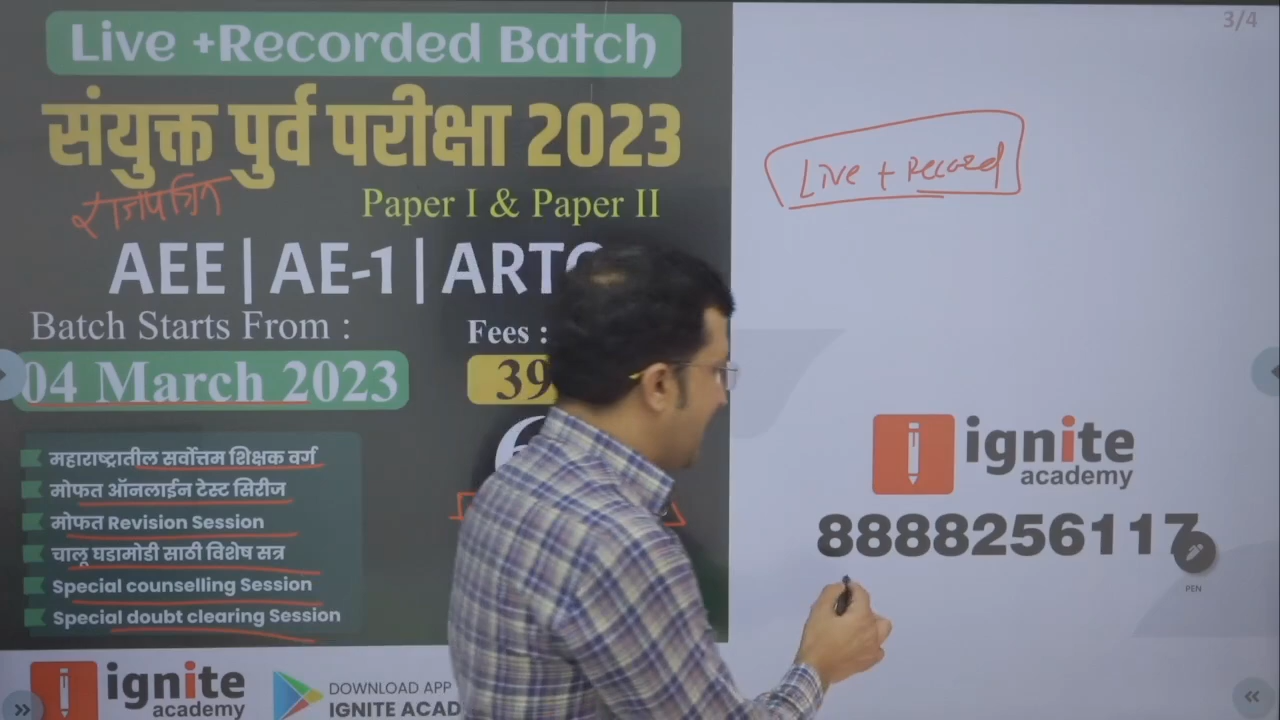 Live +Recorded Batch
संयुक्त पुर्व परीक्षा 2023
राजपत्रित
Paper I & Paper II
AEE | AE-1 | ARTO
Batch Starts From :
04 March 2023
Fees :
39
महाराष्ट्रातील सर्वोत्तम शिक्षक वर्ग
मोफत ऑनलाईन टेस्ट सिरीज
मोफत Revision Session
चालू घडामोडी साठी विशेष सत्र
Special counselling Session
Special doubt clearing Session
ignite
academy
DOWNLOAD APP
IGNITE ACAD
3/4
Live + Record
ignite
academy
8888256117
PEN